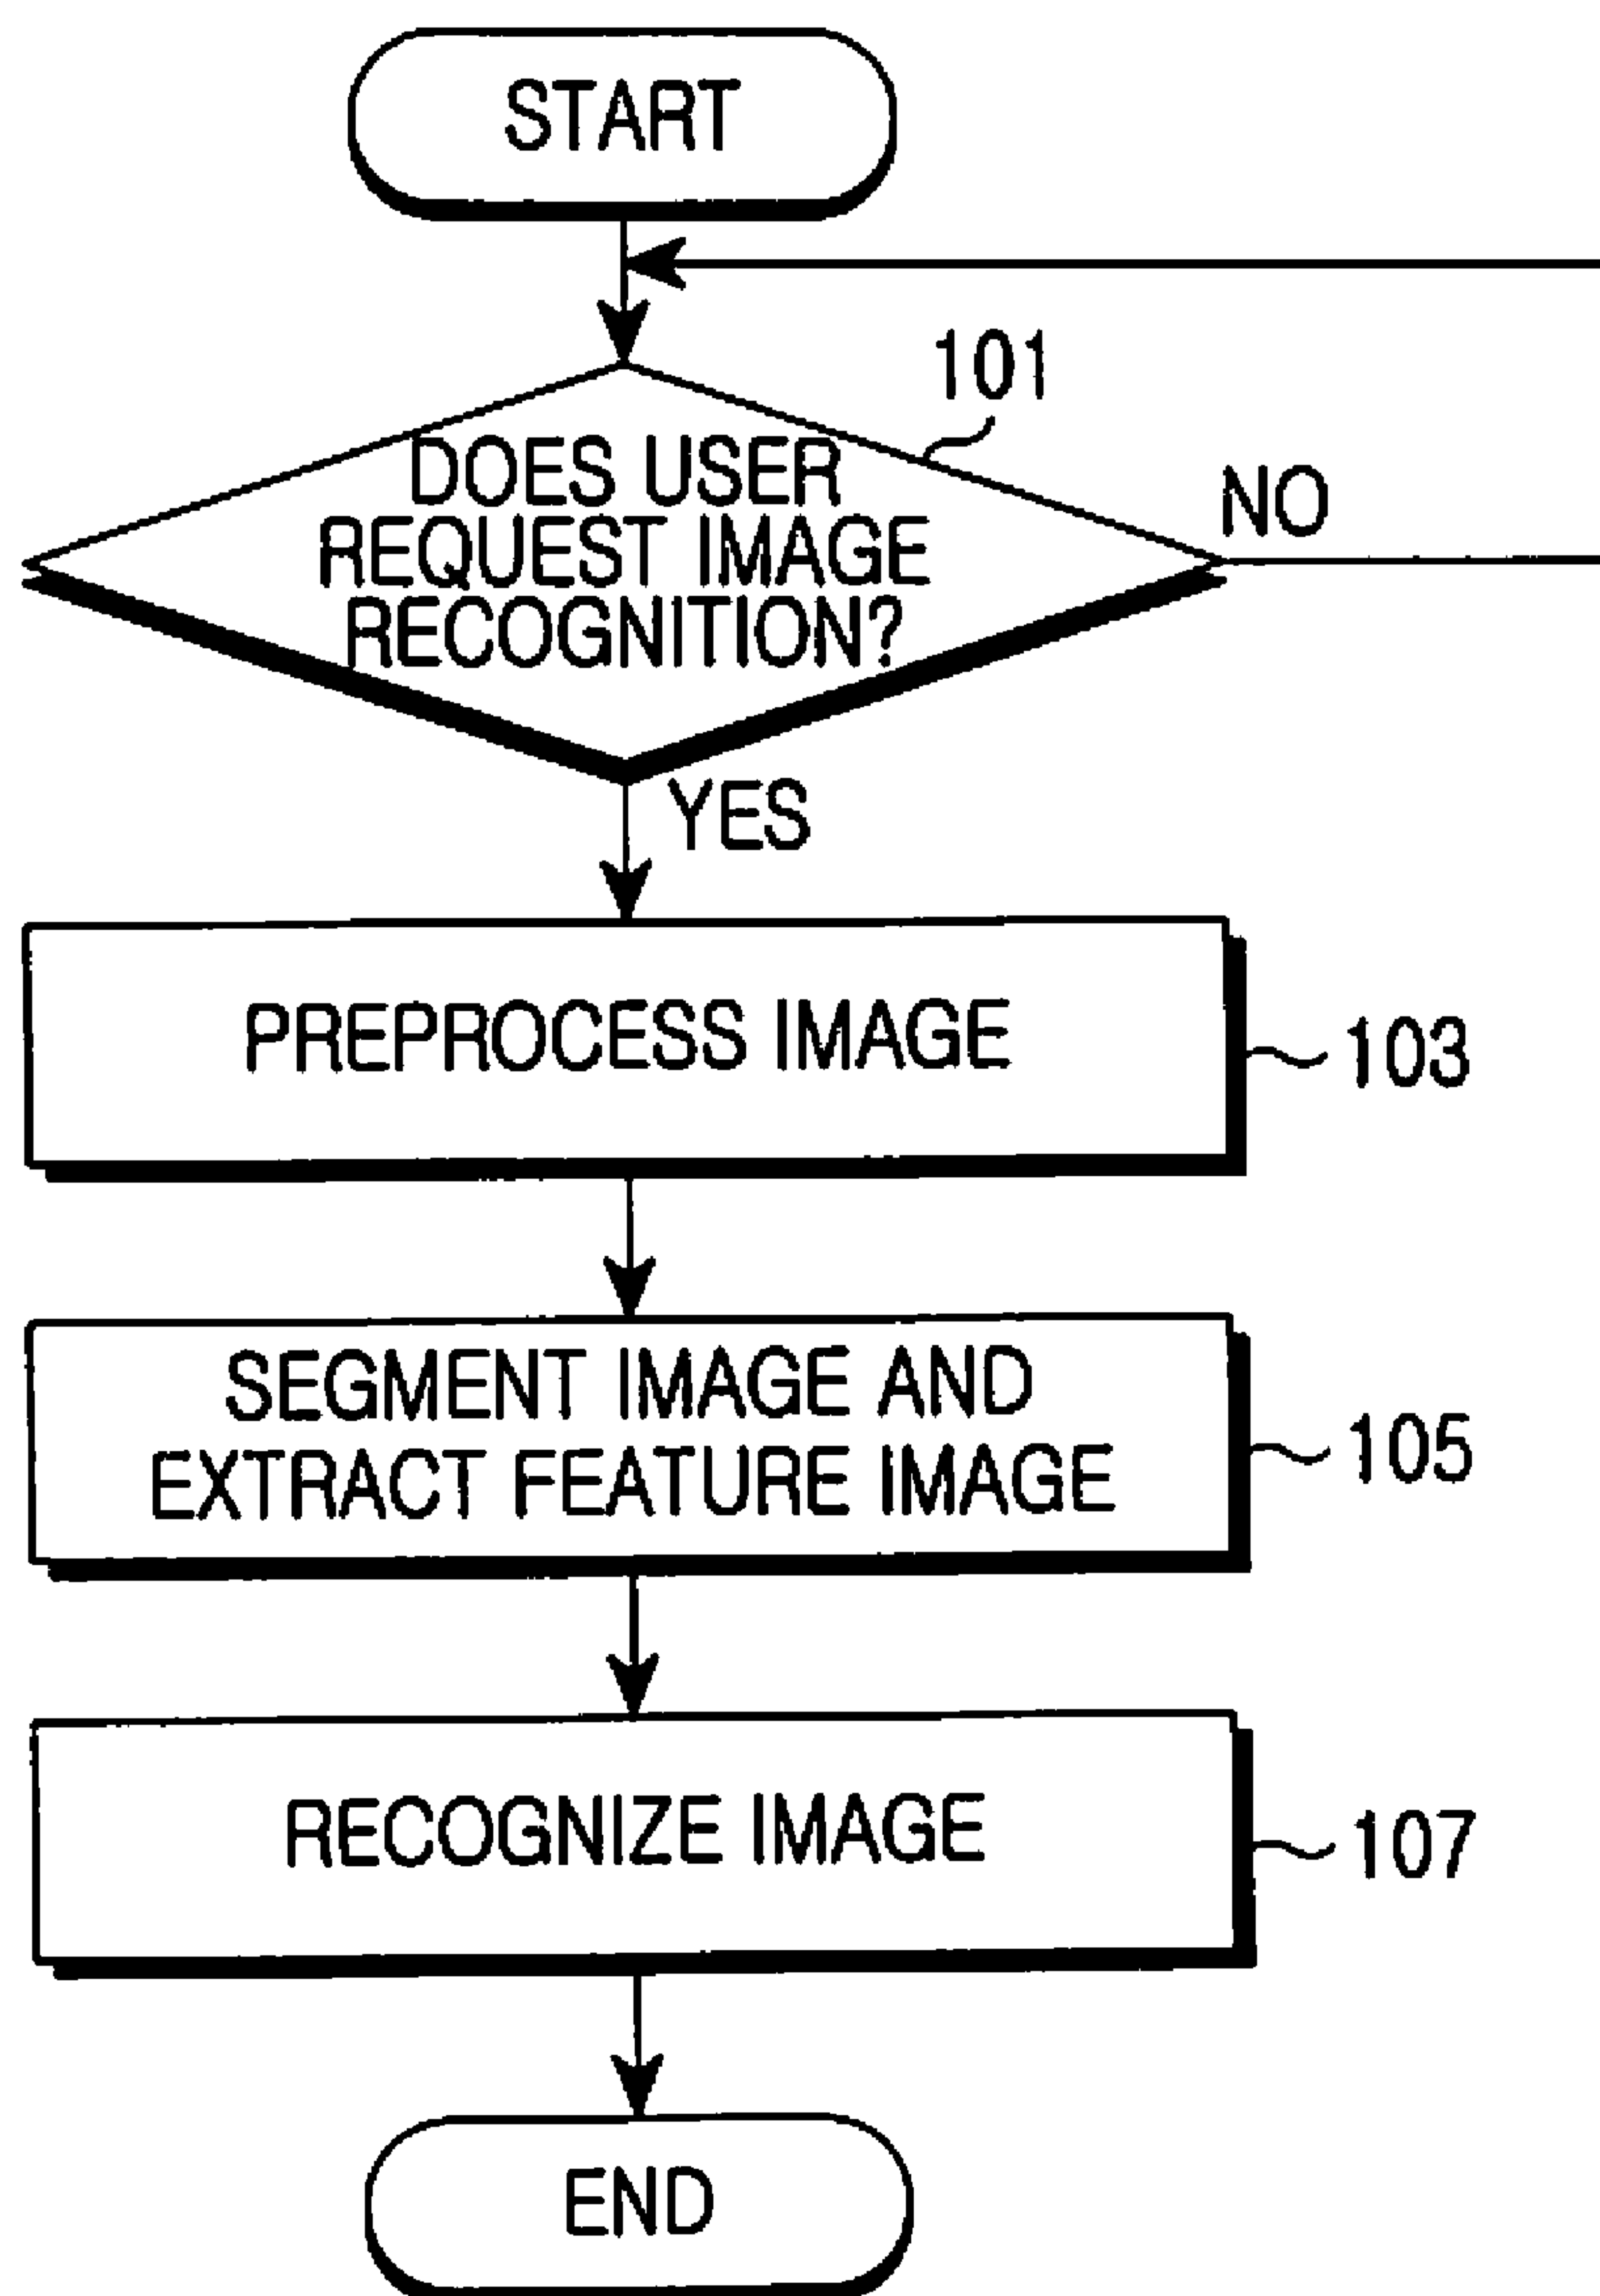 START
101
DOES USER
REQUEST IMAGE
RECOGNITION?
NO
YES
PREPROCESS IMAGE
103
SEGMENT IMAGE AND
EXTRACT FEATURE IMAGE
105
RECOGNIZE IMAGE
107
END